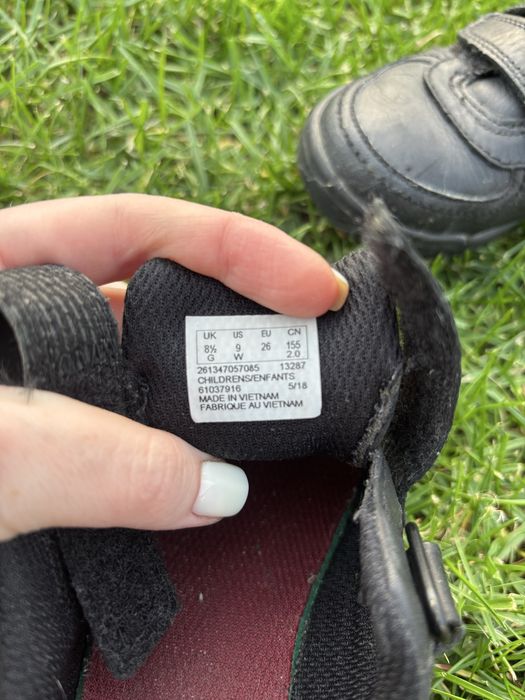 UK US EU CN
8½ 9 26 155
G W 2.0
261347057085 13287
CHILDRENS/ENFANTS
61037916 5/18
MADE IN VIETNAM
FABRIQUE AU VIETNAM